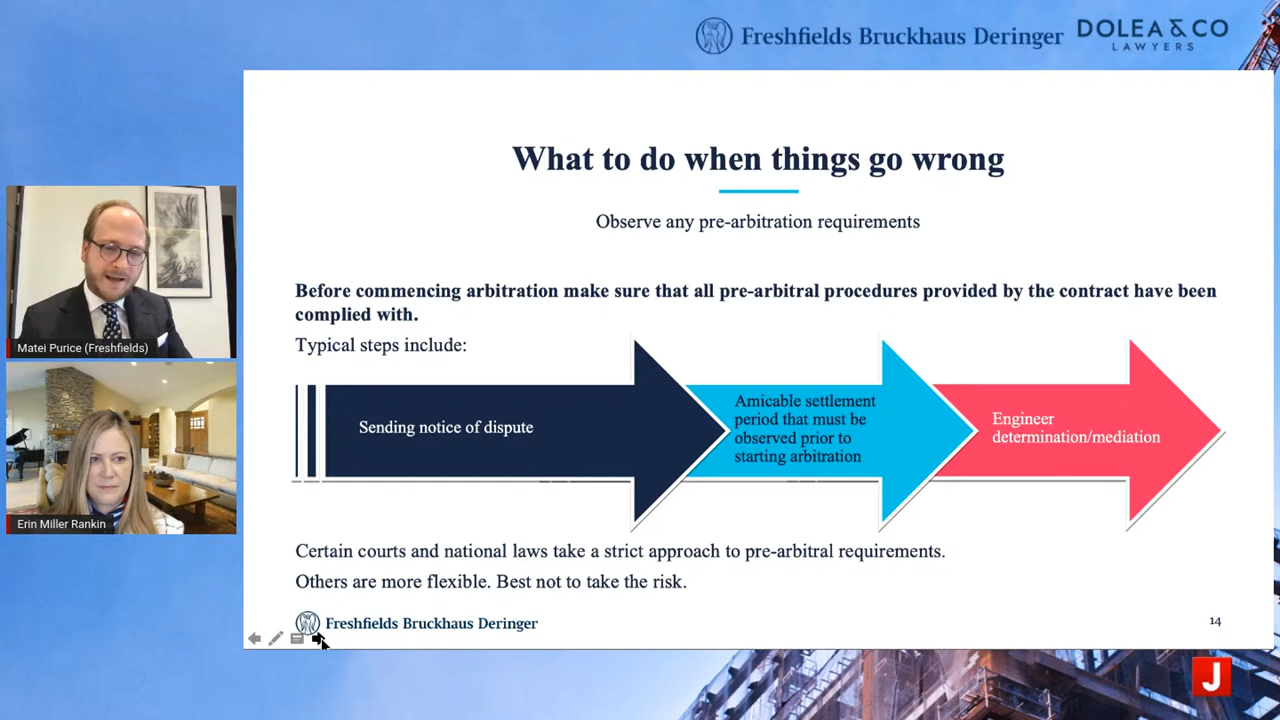 Freshfields Bruckhaus Deringer
DOLEA & CO
LAWYERS
What to do when things go wrong
Observe any pre-arbitration requirements
Before commencing arbitration make sure that all pre-arbitral procedures provided by the contract have been
complied with.
Typical steps include:
Sending notice of dispute
Amicable settlement
period that must be
observed prior to
starting arbitration
Engineer
determination/mediation
Certain courts and national laws take a strict approach to pre-arbitral requirements.
Others are more flexible. Best not to take the risk.
Freshfields Bruckhaus Deringer
14
Matei Purice (Freshfields)
Erin Miller Rankin
J